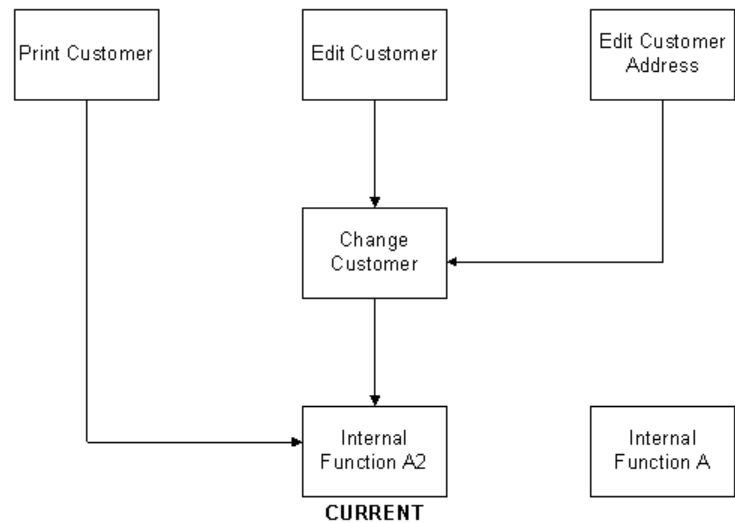 Print Customer
Edit Customer
Edit Customer
Address
Change
Customer
Internal
Function A2
Internal
Function A
CURRENT